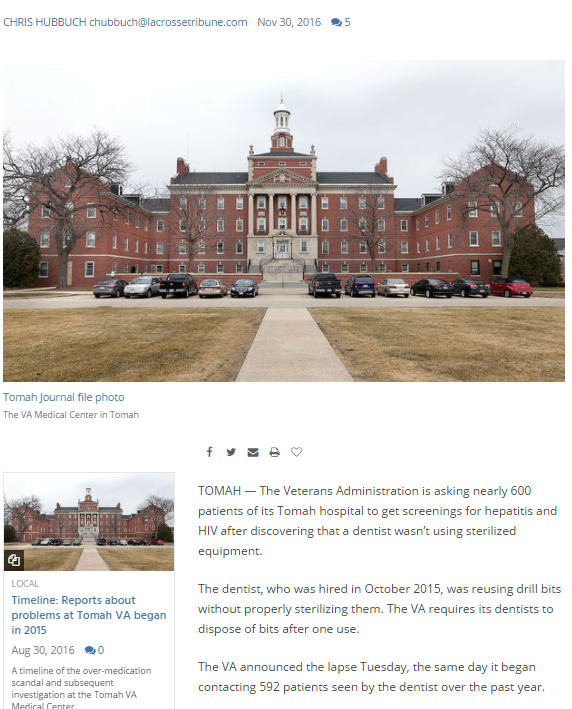 CHRIS HUBBUCH chubbuch@lacrossetribune.com Nov 30, 2016 5
Tomah Journal file photo
The VA Medical Center in Tomah
TOMAH — The Veterans Administration is asking nearly 600
patients of its Tomah hospital to get screenings for hepatitis and
HIV after discovering that a dentist wasn't using sterilized
equipment.
The dentist, who was hired in October 2015, was reusing drill bits
without properly sterilizing them. The VA requires its dentists to
dispose of bits after one use.
The VA announced the lapse Tuesday, the same day it began
contacting 592 patients seen by the dentist over the past year.
LOCAL
Timeline: Reports about
problems at Tomah VA began
in 2015
Aug 30, 2016 0
A timeline of the over-medication
scandal and subsequent
investigation at the Tomah VA
Medical Center